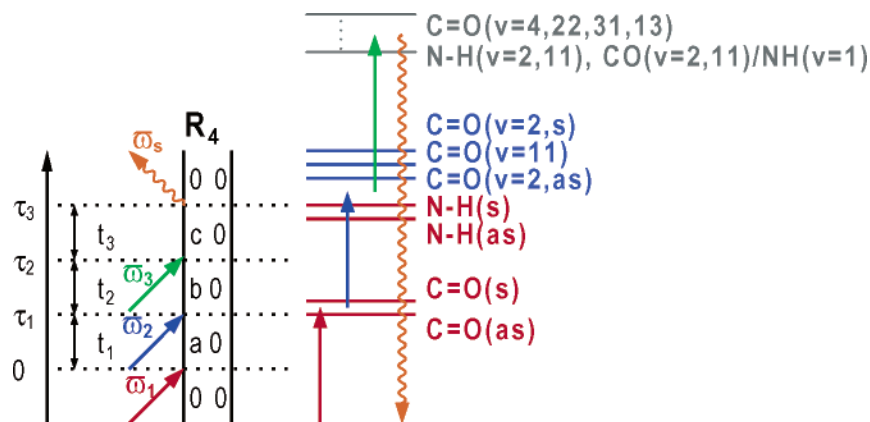 C=O(v=4,22,31,13)
N-H(v=2,11), CO(v=2,11)/NH(v=1)
R₄
ϖₛ
C=O(v=2,s)
C=O(v=11)
C=O(v=2,as)
0 0
τ₃
N-H(s)
t₃
c 0
N-H(as)
τ₂
ϖ₃
t₂
b 0
C=O(s)
τ₁
ϖ₂
C=O(as)
t₁
a 0
0
ϖ₁
0 0